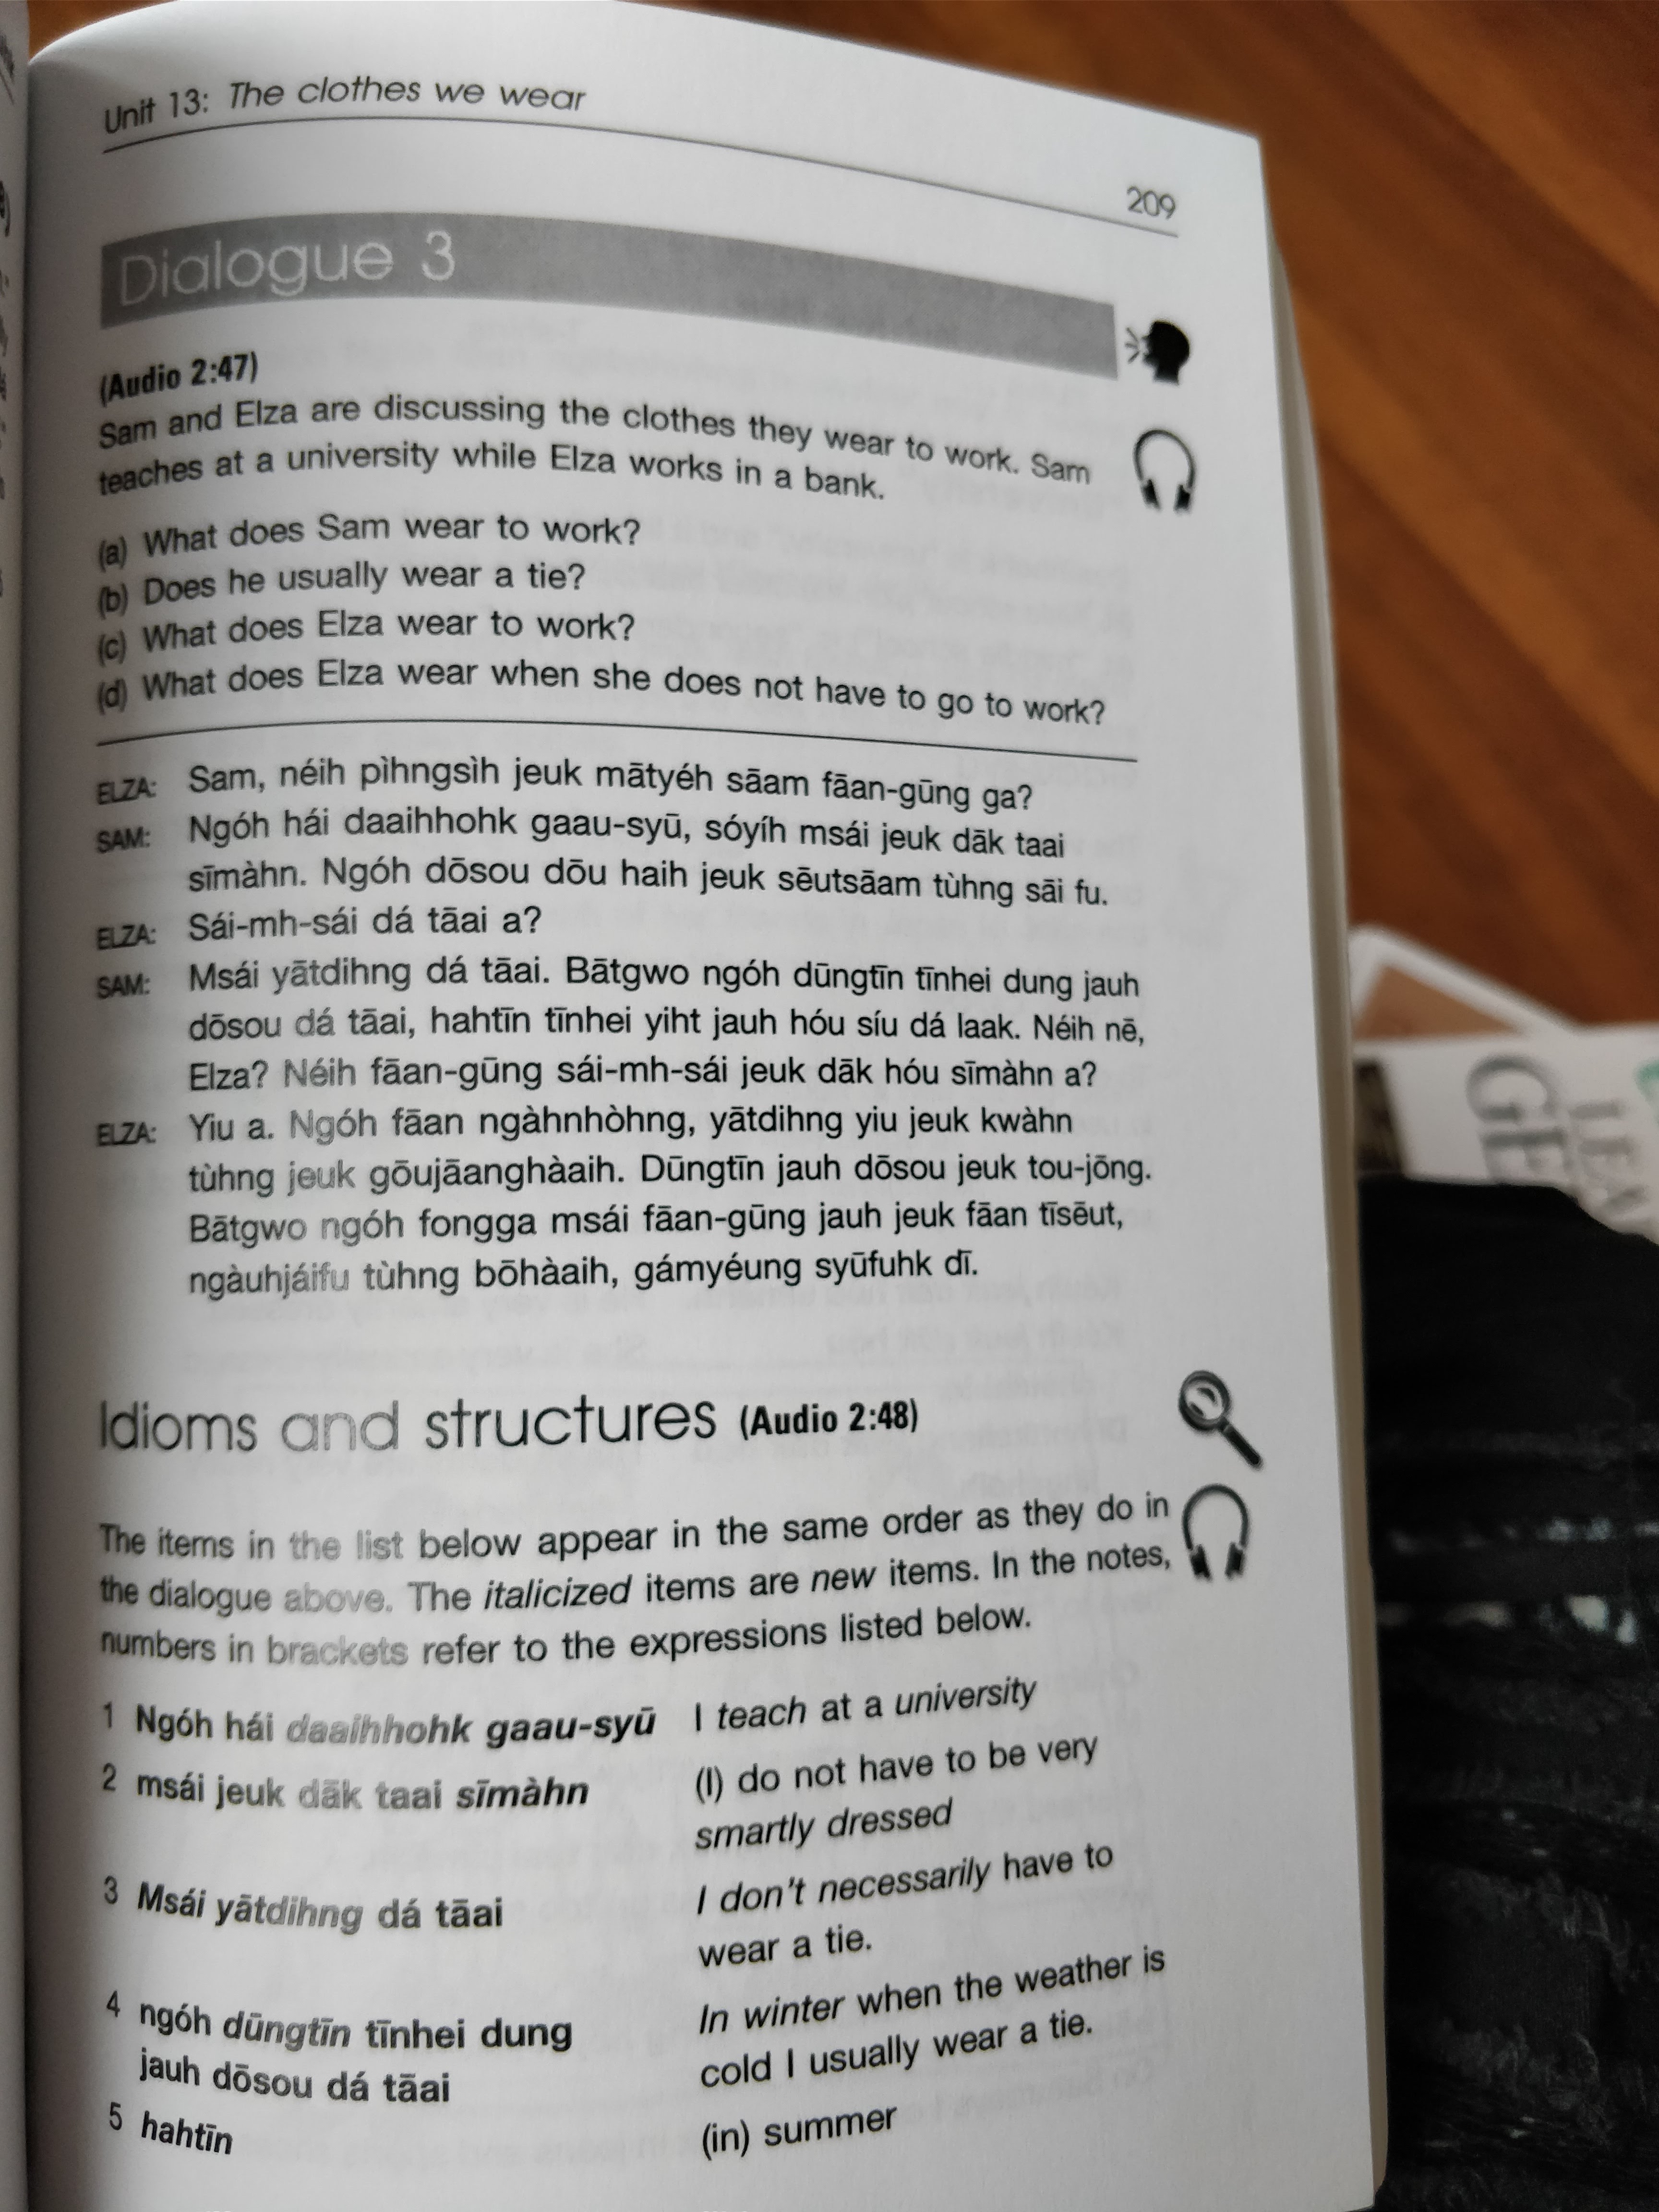 Unit 13: The clothes we wear
209
Dialogue 3
(Audio 2:47)
Sam and Elza are discussing the clothes they wear to work. Sam
teaches at a university while Elza works in a bank.
(a) What does Sam wear to work?
(b) Does he usually wear a tie?
(c) What does Elza wear to work?
(d) What does Elza wear when she does not have to go to work?
ELZA: Sam, néih pìhngsìh jeuk mātyéh sāam fāan-gūng ga?
SAM: Ngóh hái daaihhohk gaau-syū, sóyíh msái jeuk dāk taai
sīmàhn. Ngóh dōsou dōu haih jeuk sēutsāam tùhng sāi fu.
ELZA: Sái-mh-sái dá tāai a?
SAM: Msái yātdihng dá tāai. Bātgwo ngóh dūngtīn tīnhei dung jauh
dōsou dá tāai, hahtīn tīnhei yiht jauh hóu síu dá laak. Néih nē,
Elza? Néih fāan-gūng sái-mh-sái jeuk dāk hóu sīmàhn a?
ELZA: Yiu a. Ngóh fāan ngàhnhòhng, yātdihng yiu jeuk kwàhn
tùhng jeuk gōujāanghàaih. Dūngtīn jauh dōsou jeuk tou-jōng.
Bātgwo ngóh fongga msái fāan-gūng jauh jeuk fāan tīsēut,
ngàuhjáifu tùhng bōhàaih, gámyéung syūfuhk dī.
Idioms and structures (Audio 2:48)
The items in the list below appear in the same order as they do in
the dialogue above. The italicized items are new items. In the notes,
numbers in brackets refer to the expressions listed below.
1 Ngóh hái daaihhohk gaau-syū I teach at a university
2 msái jeuk dāk taai sīmàhn (I) do not have to be very
smartly dressed
3 Msái yātdihng dá tāai I don't necessarily have to
wear a tie.
4 ngóh dūngtīn tīnhei dung In winter when the weather is
jauh dōsou dá tāai cold I usually wear a tie.
5 hahtīn (in) summer